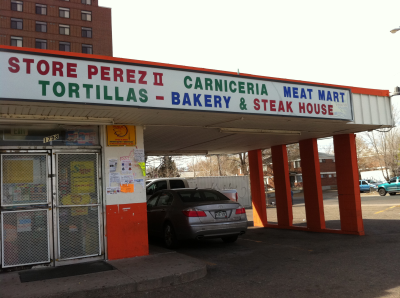 STORE PEREZ II CARNICERIA MEAT MART
TORTILLAS - BAKERY & STEAK HOUSE